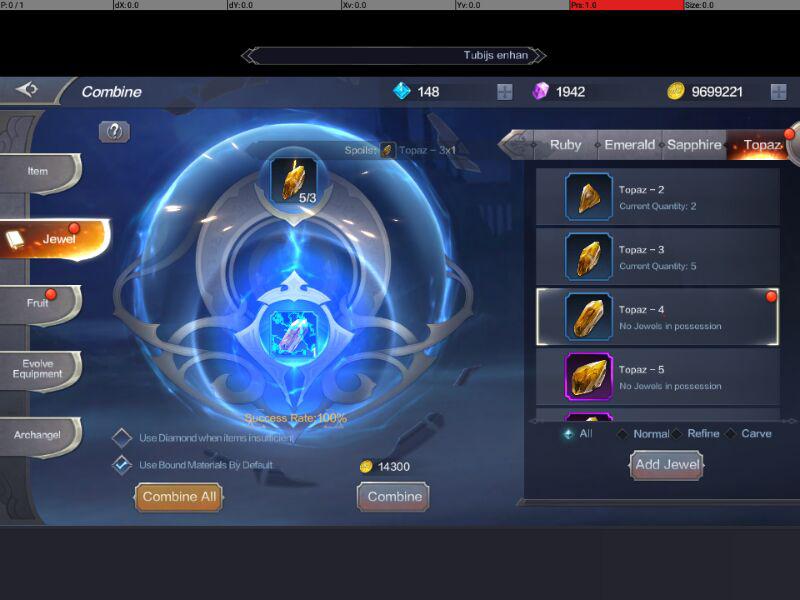 P: 0 / 1 dX: 0.0 dY: 0.0 Xv: 0.0 Yv: 0.0 Prs: 1.0 Size: 0.0
Tubijs enhan
Combine 148 1942 9699221
?
Ruby Emerald Sapphire Topaz
Spoils: Topaz - 3x1
Item
5/3
Topaz - 2
Current Quantity: 2
Jewel
Topaz - 3
Current Quantity: 5
Fruit
Topaz - 4
No Jewels in possession
1
Evolve
Equipment
Topaz - 5
No Jewels in possession
Success Rate:100%
Archangel
Use Diamond when items insufficient
All Normal Refine Carve
Use Bound Materials By Default
14300
Add Jewel
Combine All
Combine